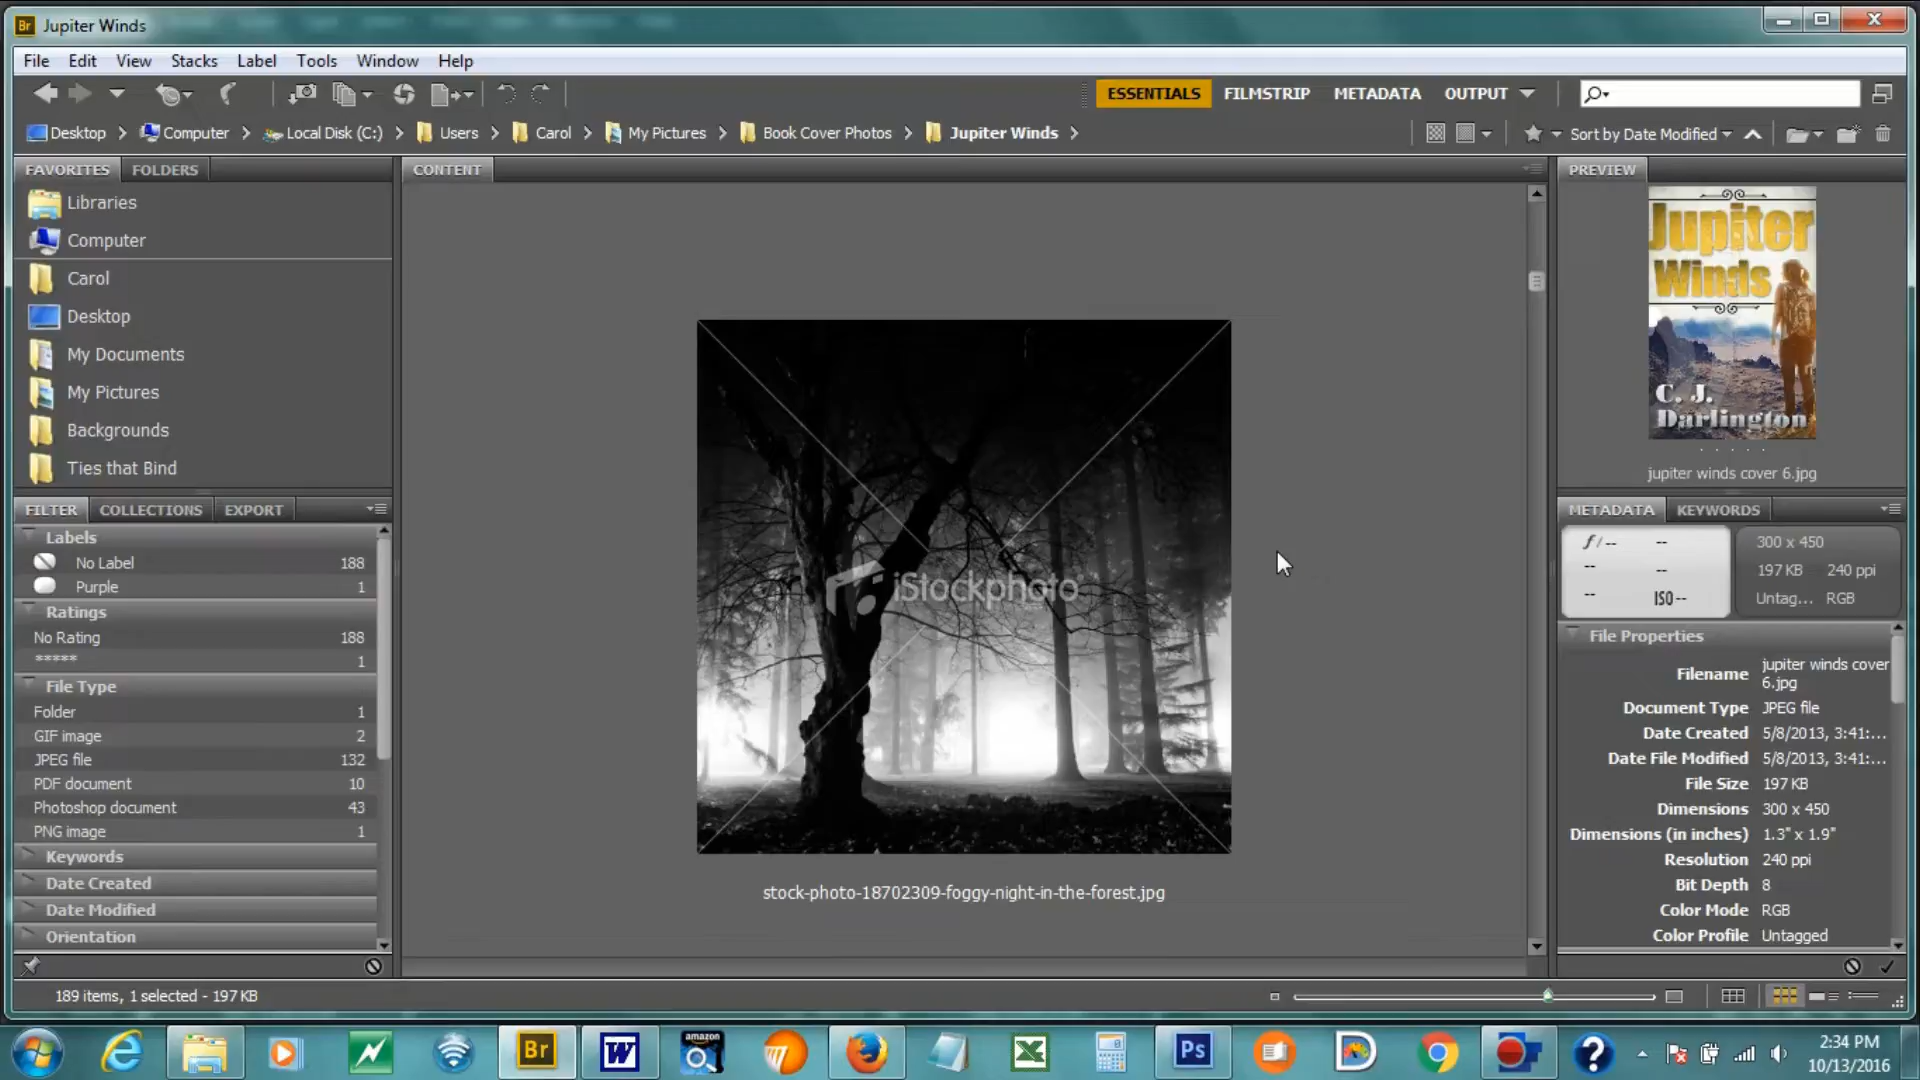 Br Jupiter Winds
File Edit View Stacks Label Tools Window Help
ESSENTIALS FILMSTRIP METADATA OUTPUT
Desktop Computer Local Disk (C:) Users Carol My Pictures Book Cover Photos Jupiter Winds
Sort by Date Modified
FAVORITES FOLDERS
Libraries
Computer
Carol
Desktop
My Documents
My Pictures
Backgrounds
Ties that Bind
FILTER COLLECTIONS EXPORT
Labels
No Label 188
Purple 1
Ratings
No Rating 188
***** 1
File Type
Folder 1
GIF image 2
JPEG file 132
PDF document 10
Photoshop document 43
PNG image 1
Keywords
Date Created
Date Modified
Orientation
CONTENT
iStockphoto
stock-photo-18702309-foggy-night-in-the-forest.jpg
PREVIEW
Jupiter
Winds
C. J.
Darlington
jupiter winds cover 6.jpg
METADATA KEYWORDS
f/-- --
-- --
-- ISO--
300 x 450
197 KB 240 ppi
Untag... RGB
File Properties
Filename jupiter winds cover
6.jpg
Document Type JPEG file
Date Created 5/8/2013, 3:41:...
Date File Modified 5/8/2013, 3:41:...
File Size 197 KB
Dimensions 300 x 450
Dimensions (in inches) 1.3" x 1.9"
Resolution 240 ppi
Bit Depth 8
Color Mode RGB
Color Profile Untagged
189 items, 1 selected - 197 KB
Br W amazon Ps
2:34 PM
10/13/2016